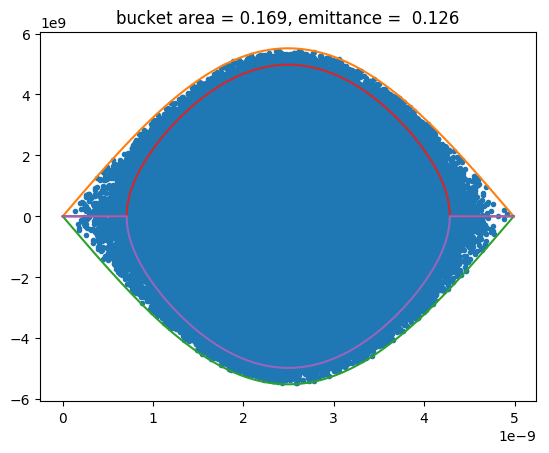 bucket area = 0.169, emittance =  0.126
1e9
6
4
2
0
−2
−4
−6
0 1 2 3 4 5
1e−9